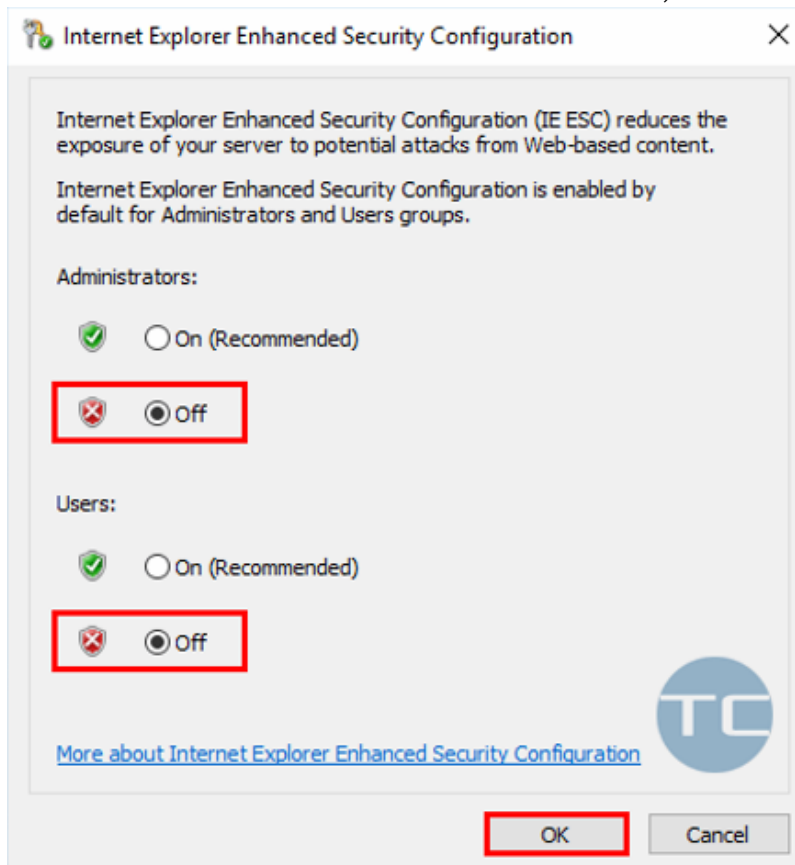 Internet Explorer Enhanced Security Configuration
Internet Explorer Enhanced Security Configuration (IE ESC) reduces the
exposure of your server to potential attacks from Web-based content.
Internet Explorer Enhanced Security Configuration is enabled by
default for Administrators and Users groups.
Administrators:
On (Recommended)
Off
Users:
On (Recommended)
Off
TC
More about Internet Explorer Enhanced Security Configuration
OK Cancel